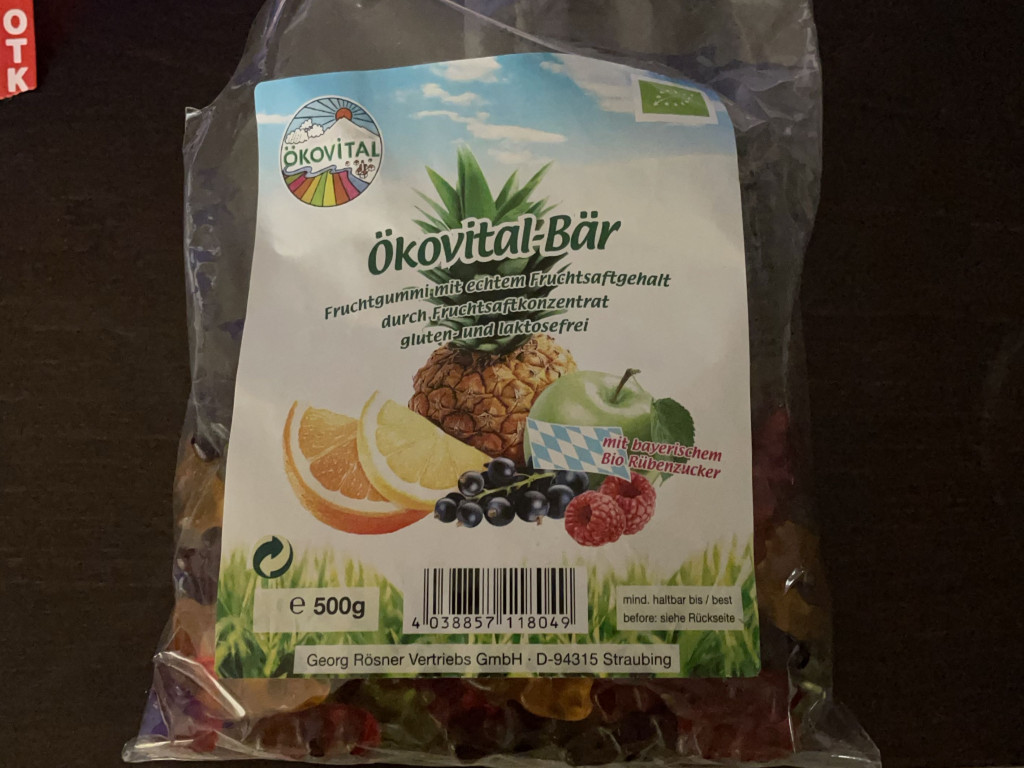 OTK
ÖKOVITAL
Ökovital-Bär
Fruchtgummi mit echtem Fruchtsaftgehalt
durch Fruchtsaftkonzentrat
gluten- und laktosefrei
mit bayerischem
Bio Rübenzucker
e 500g
4 038857 118049
mind. haltbar bis / best
before: siehe Rückseite
Georg Rösner Vertriebs GmbH · D-94315 Straubing